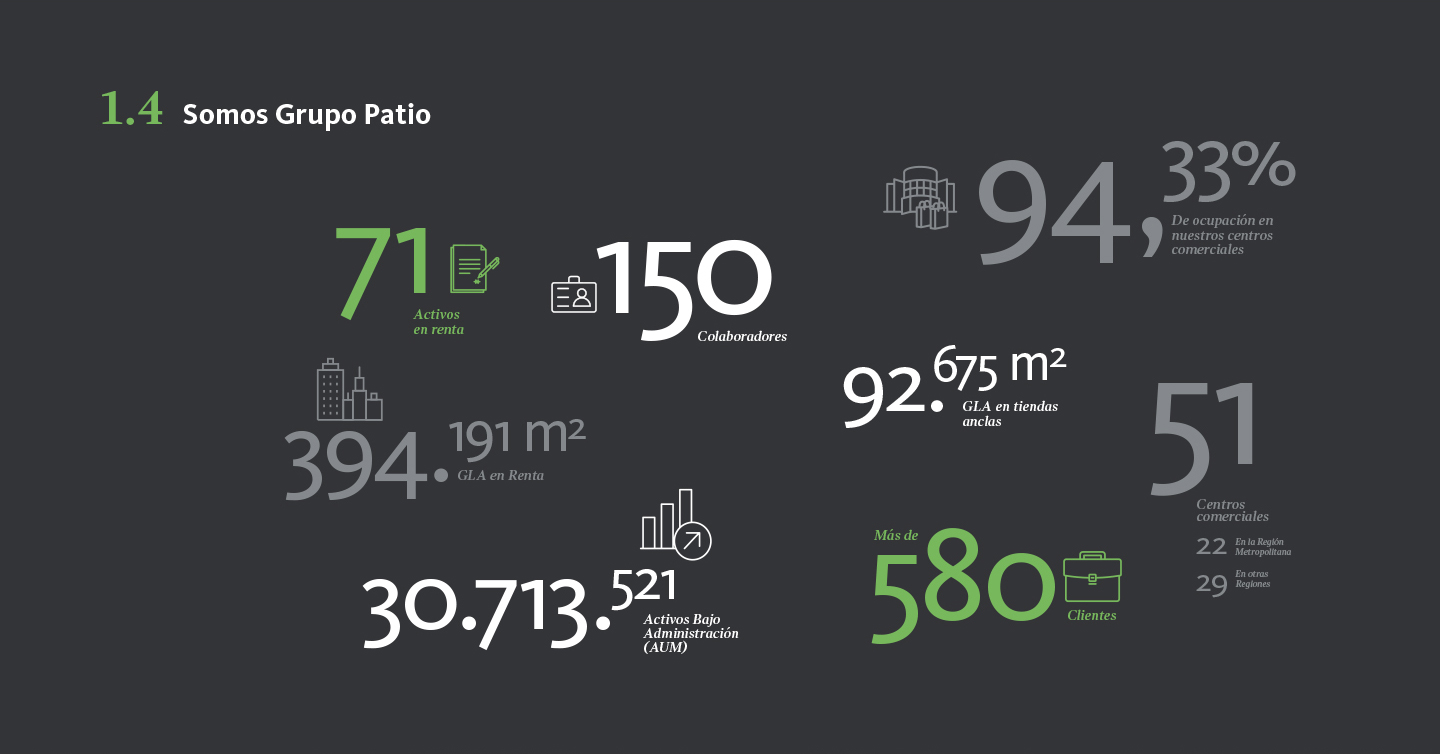 1.4 Somos Grupo Patio
71
Activos
en renta
150
Colaboradores
94,33%
De ocupación en
nuestros centros
comerciales
394.191 m²
GLA en Renta
92.675 m²
GLA en tiendas
anclas
51
Centros
comerciales
22 En la Región
Metropolitana
29 En otras
Regiones
30.713.521
Activos Bajo
Administración
(AUM)
Más de
580
Clientes